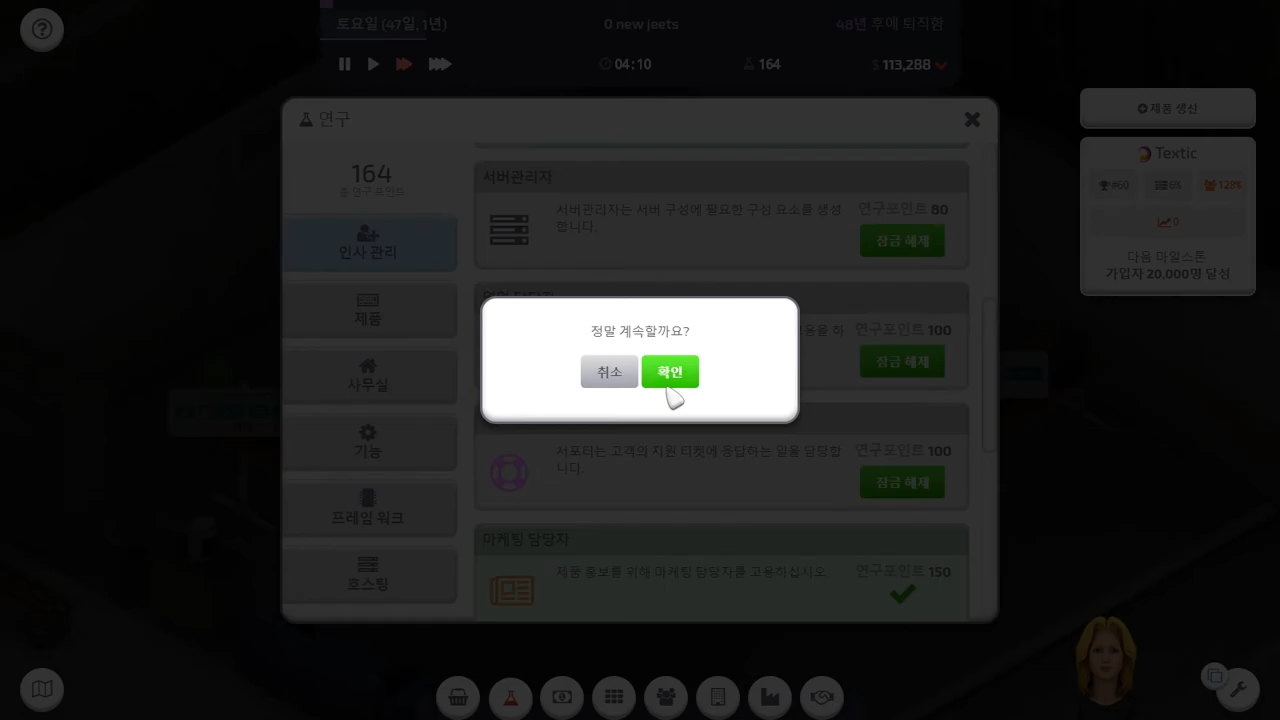 토요일 (47일, 1년)
0 new jeets
48년 후에 퇴직함
04:10
164
$ 113,288
연구
제품 생산
Textic
#60
6%
128%
0
다음 마일스톤
가입자 20,000명 달성
164
총 연구 포인트
인사 관리
제품
사무실
기능
프레임 워크
호스팅
서버관리자
서버관리자는 서버 구성에 필요한 구성 요소를 생성
합니다.
연구포인트 80
잠금 해제
연구포인트 100
잠금 해제
정말 계속할까요?
취소
확인
서포터는 고객의 지원 티켓에 응답하는 일을 담당합
니다.
연구포인트 100
잠금 해제
마케팅 담당자
제품 홍보를 위해 마케팅 담당자를 고용하십시오.
연구포인트 150